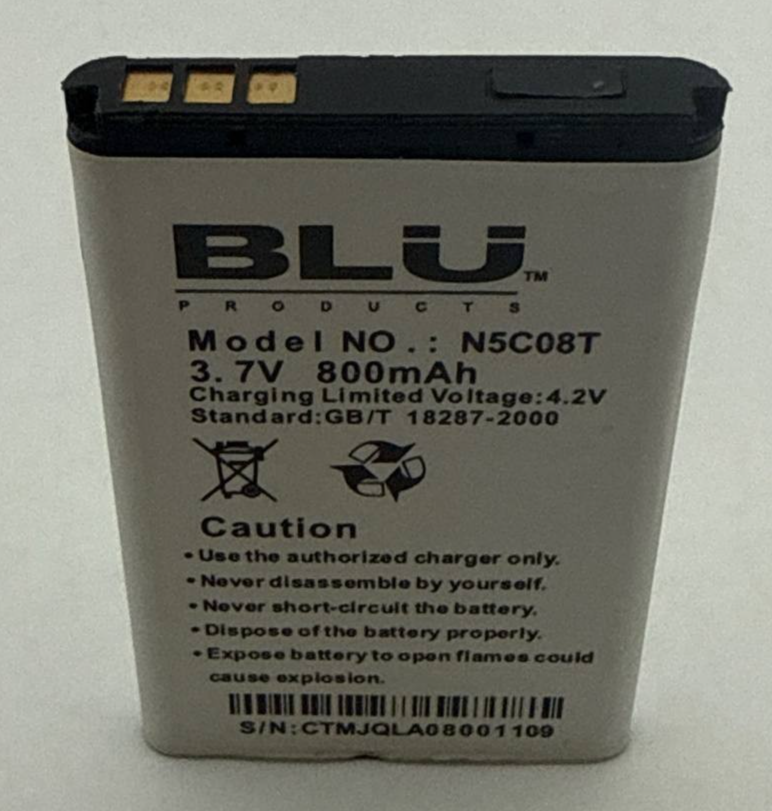 BLU™
PRODUCTS
Model NO.: N5C08T
3.7V 800mAh
Charging Limited Voltage:4.2V
Standard:GB/T 18287-2000
Caution
• Use the authorized charger only.
• Never disassemble by yourself.
• Never short-circuit the battery.
• Dispose of the battery properly.
• Expose battery to open flames could
cause explosion.
S/N:CTMJQLA08001109